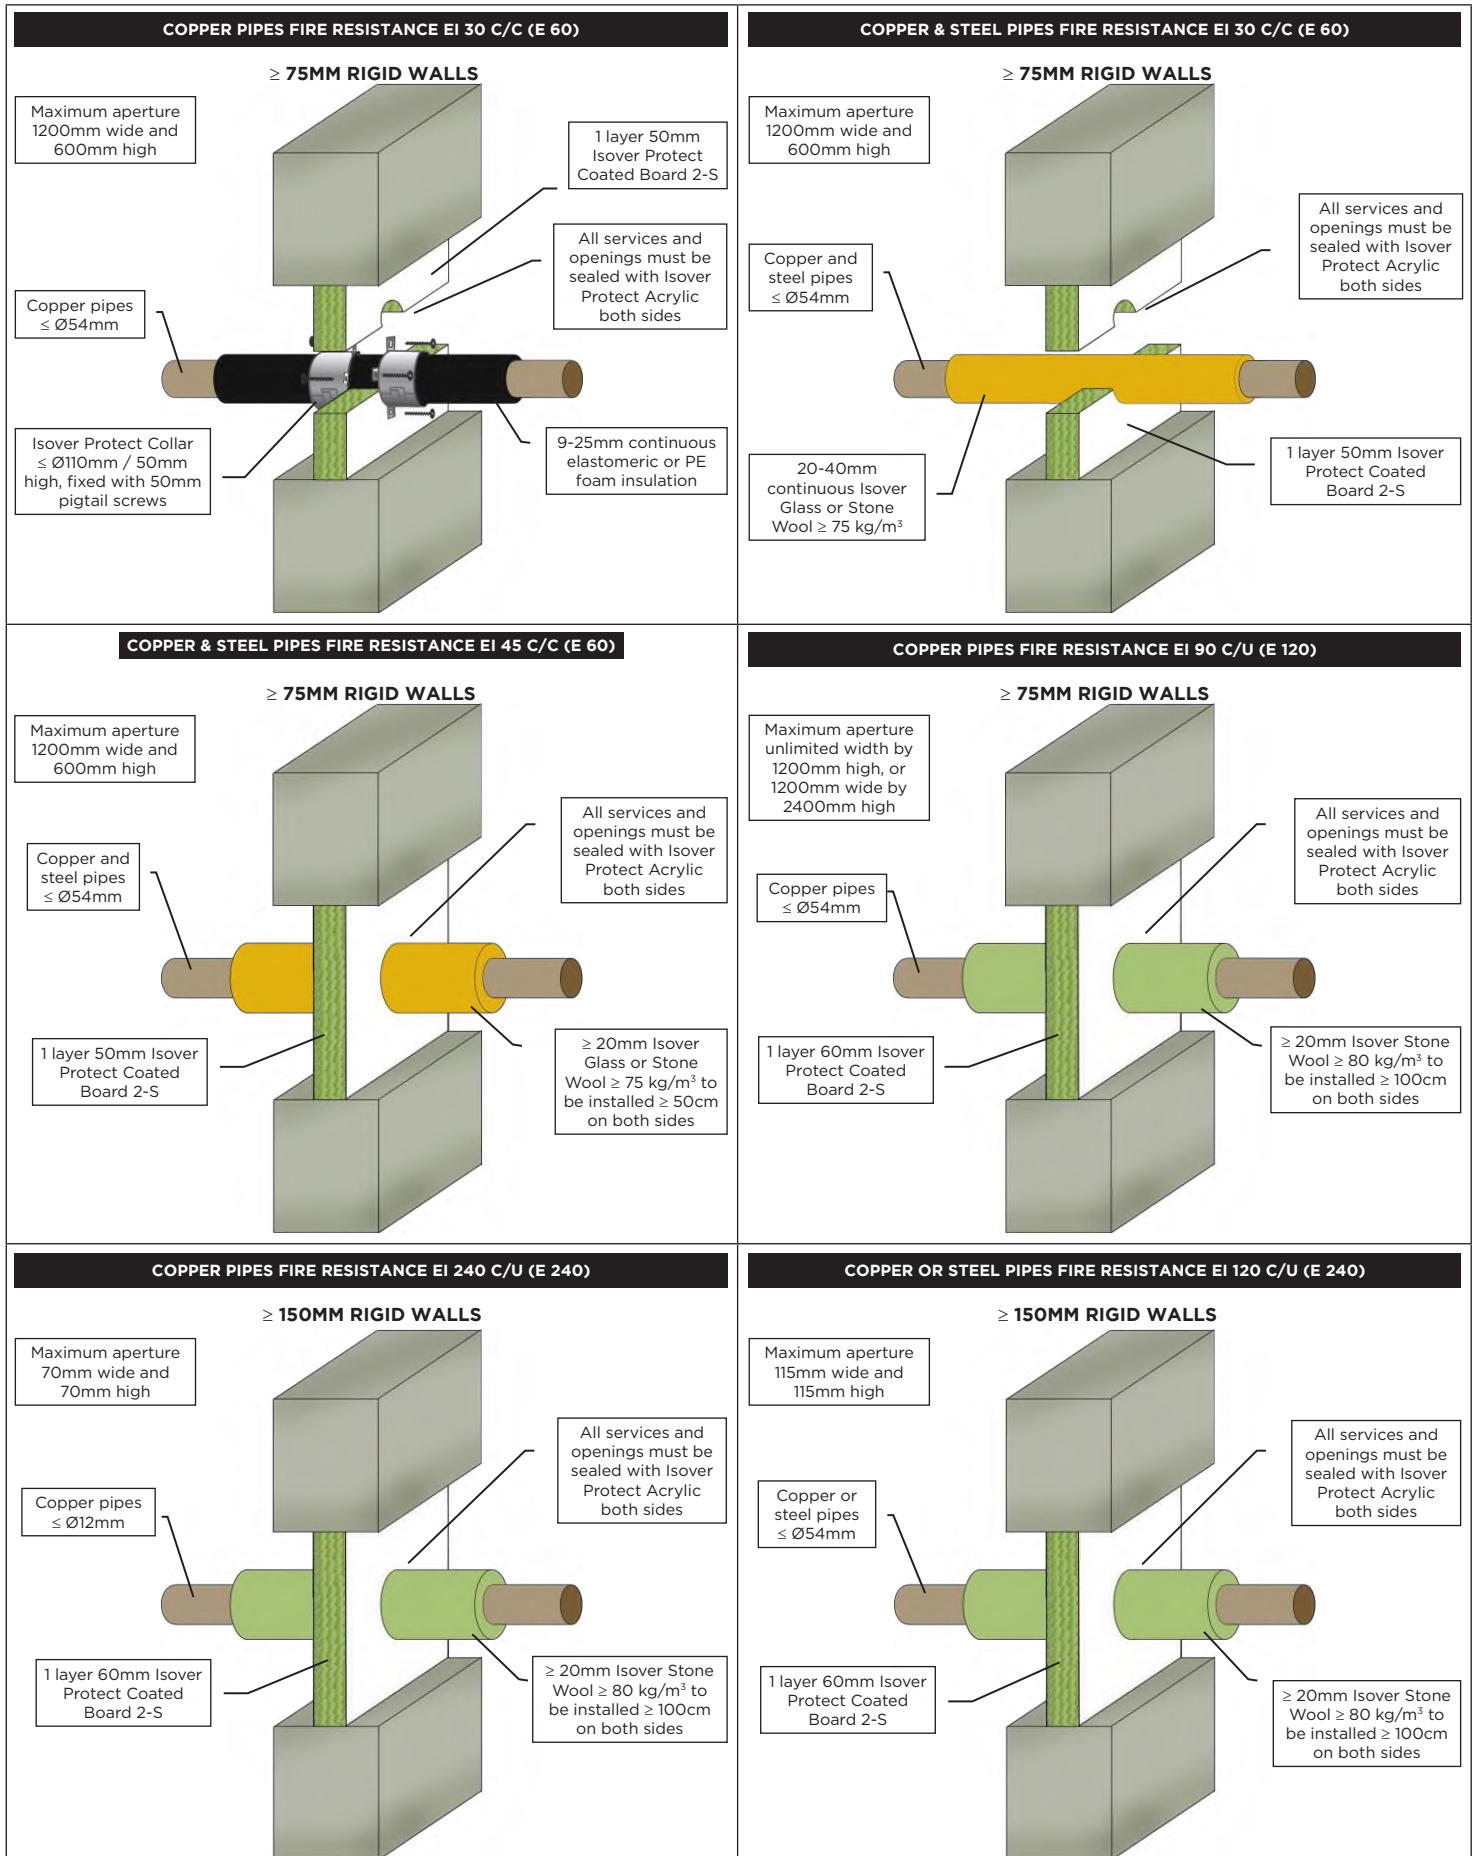 COPPER PIPES FIRE RESISTANCE EI 30 C/C (E 60)
≥ 75MM RIGID WALLS
Maximum aperture
1200mm wide and
600mm high
1 layer 50mm
Isover Protect
Coated Board 2-S
All services and
openings must be
sealed with Isover
Protect Acrylic
both sides
Copper pipes
≤ Ø54mm
Isover Protect Collar
≤ Ø110mm / 50mm
high, fixed with 50mm
pigtail screws
9-25mm continuous
elastomeric or PE
foam insulation
COPPER & STEEL PIPES FIRE RESISTANCE EI 30 C/C (E 60)
≥ 75MM RIGID WALLS
Maximum aperture
1200mm wide and
600mm high
All services and
openings must be
sealed with Isover
Protect Acrylic
both sides
Copper and
steel pipes
≤ Ø54mm
20-40mm
continuous Isover
Glass or Stone
Wool ≥ 75 kg/m³
1 layer 50mm Isover
Protect Coated
Board 2-S
COPPER & STEEL PIPES FIRE RESISTANCE EI 45 C/C (E 60)
≥ 75MM RIGID WALLS
Maximum aperture
1200mm wide and
600mm high
All services and
openings must be
sealed with Isover
Protect Acrylic
both sides
Copper and
steel pipes
≤ Ø54mm
1 layer 50mm Isover
Protect Coated
Board 2-S
≥ 20mm Isover
Glass or Stone
Wool ≥ 75 kg/m³ to
be installed ≥ 50cm
on both sides
COPPER PIPES FIRE RESISTANCE EI 90 C/U (E 120)
≥ 75MM RIGID WALLS
Maximum aperture
unlimited width by
1200mm high, or
1200mm wide by
2400mm high
All services and
openings must be
sealed with Isover
Protect Acrylic
both sides
Copper pipes
≤ Ø54mm
1 layer 60mm Isover
Protect Coated
Board 2-S
≥ 20mm Isover Stone
Wool ≥ 80 kg/m³ to
be installed ≥ 100cm
on both sides
COPPER PIPES FIRE RESISTANCE EI 240 C/U (E 240)
≥ 150MM RIGID WALLS
Maximum aperture
70mm wide and
70mm high
All services and
openings must be
sealed with Isover
Protect Acrylic
both sides
Copper pipes
≤ Ø12mm
1 layer 60mm Isover
Protect Coated
Board 2-S
≥ 20mm Isover Stone
Wool ≥ 80 kg/m³ to
be installed ≥ 100cm
on both sides
COPPER OR STEEL PIPES FIRE RESISTANCE EI 120 C/U (E 240)
≥ 150MM RIGID WALLS
Maximum aperture
115mm wide and
115mm high
All services and
openings must be
sealed with Isover
Protect Acrylic
both sides
Copper or
steel pipes
≤ Ø54mm
1 layer 60mm Isover
Protect Coated
Board 2-S
≥ 20mm Isover Stone
Wool ≥ 80 kg/m³ to
be installed ≥ 100cm
on both sides